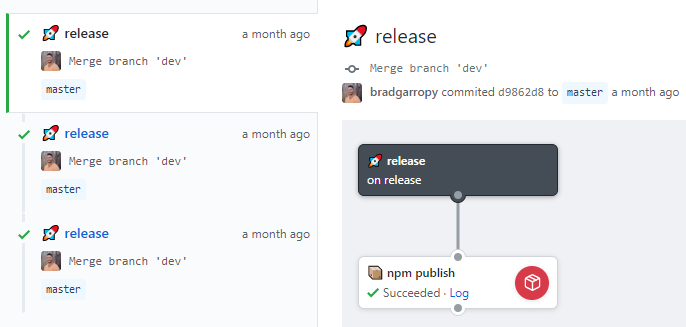 release a month ago
Merge branch 'dev'
master
release a month ago
Merge branch 'dev'
master
release a month ago
Merge branch 'dev'
master
release
Merge branch 'dev'
bradgarropy commited d9862d8 to master a month ago
release
on release
npm publish
Succeeded · Log